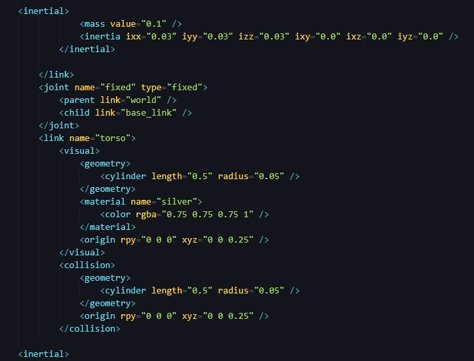 <inertial>
<mass value="0.1" />
<inertia ixx="0.03" iyy="0.03" izz="0.03" ixy="0.0" ixz="0.0" iyz="0.0" />
</inertial>
</link>
<joint name="fixed" type="fixed">
<parent link="world" />
<child link="base_link" />
</joint>
<link name="torso">
<visual>
<geometry>
<cylinder length="0.5" radius="0.05" />
</geometry>
<material name="silver">
<color rgba="0.75 0.75 0.75 1" />
</material>
<origin rpy="0 0 0" xyz="0 0 0.25" />
</visual>
<collision>
<geometry>
<cylinder length="0.5" radius="0.05" />
</geometry>
<origin rpy="0 0 0" xyz="0 0 0.25" />
</collision>
<inertial>